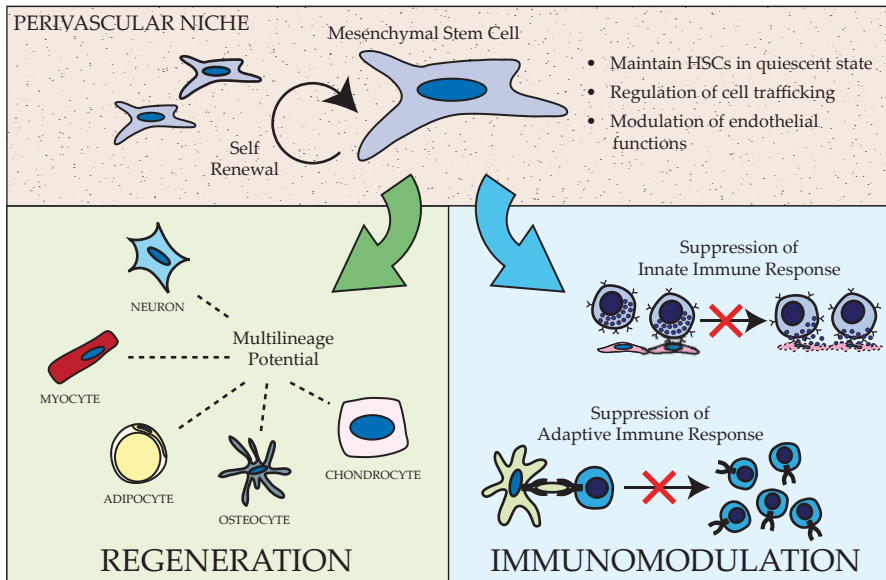 PERIVASCULAR NICHE
Mesenchymal Stem Cell
Self
Renewal
• Maintain HSCs in quiescent state
• Regulation of cell trafficking
• Modulation of endothelial
functions
NEURON
Multilineage
Potential
MYOCYTE
ADIPOCYTE
OSTEOCYTE
CHONDROCYTE
REGENERATION
Suppression of
Innate Immune Response
Suppression of
Adaptive Immune Response
IMMUNOMODULATION